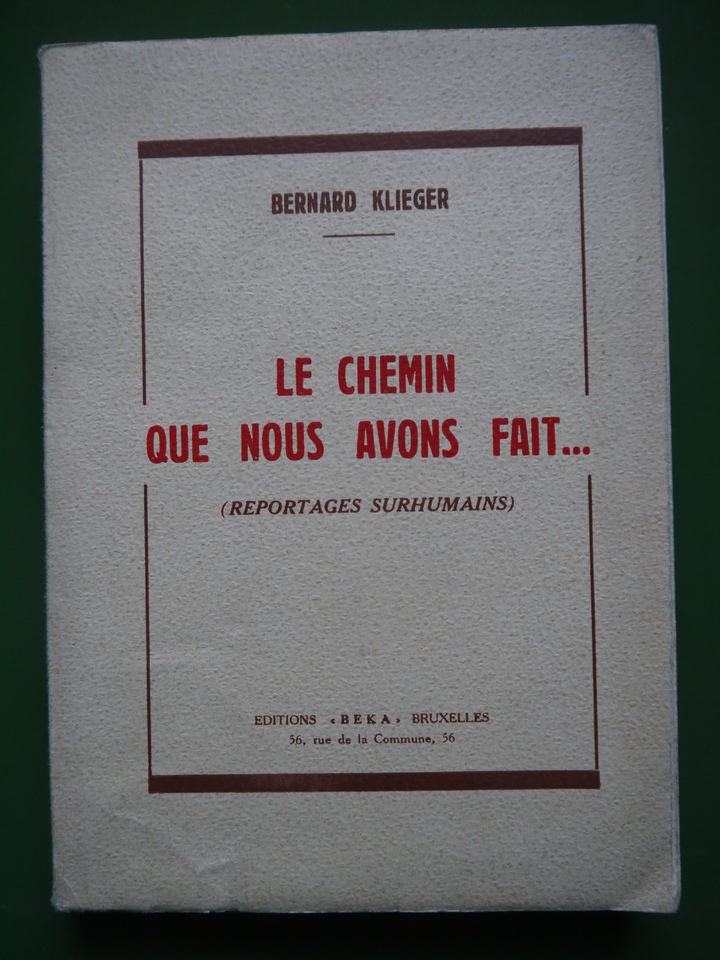 BERNARD KLIEGER
LE CHEMIN
QUE NOUS AVONS FAIT...
(REPORTAGES SURHUMAINS)
EDITIONS «BEKA» BRUXELLES
56, rue de la Commune, 56